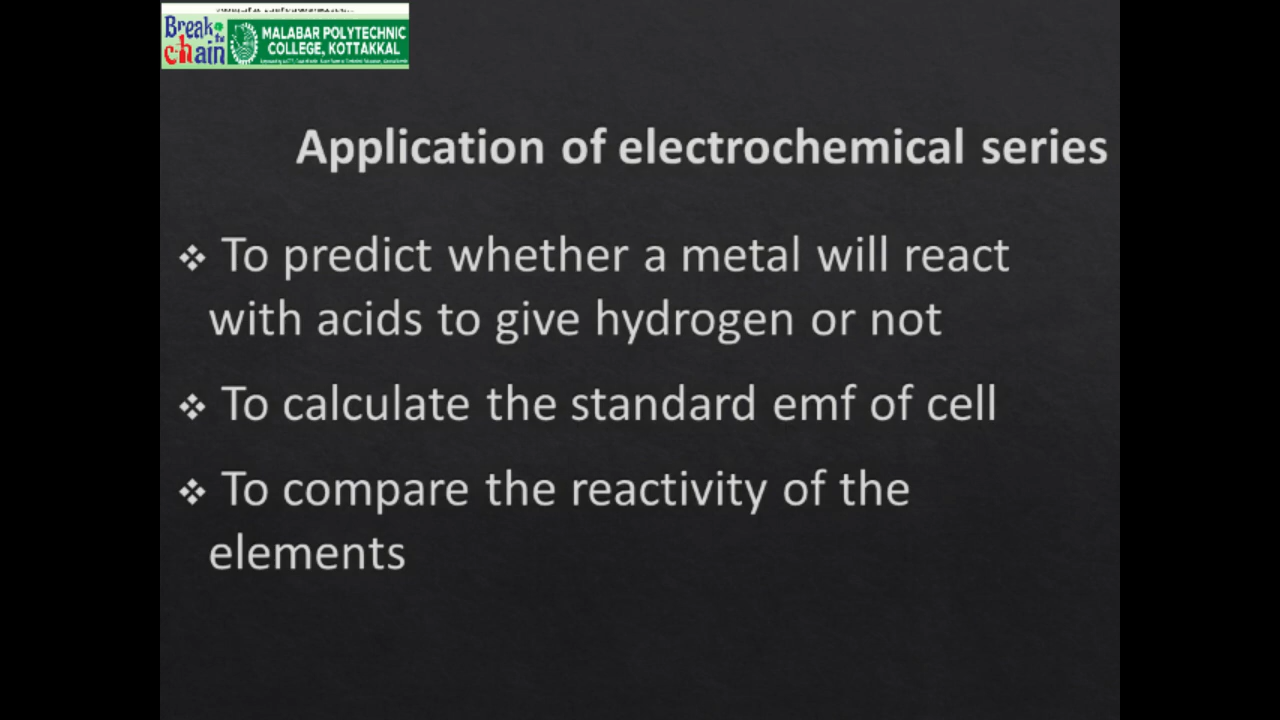 Break the
chain
MALABAR POLYTECHNIC
COLLEGE, KOTTAKKAL
Application of electrochemical series
❖ To predict whether a metal will react
with acids to give hydrogen or not
❖ To calculate the standard emf of cell
❖ To compare the reactivity of the
elements